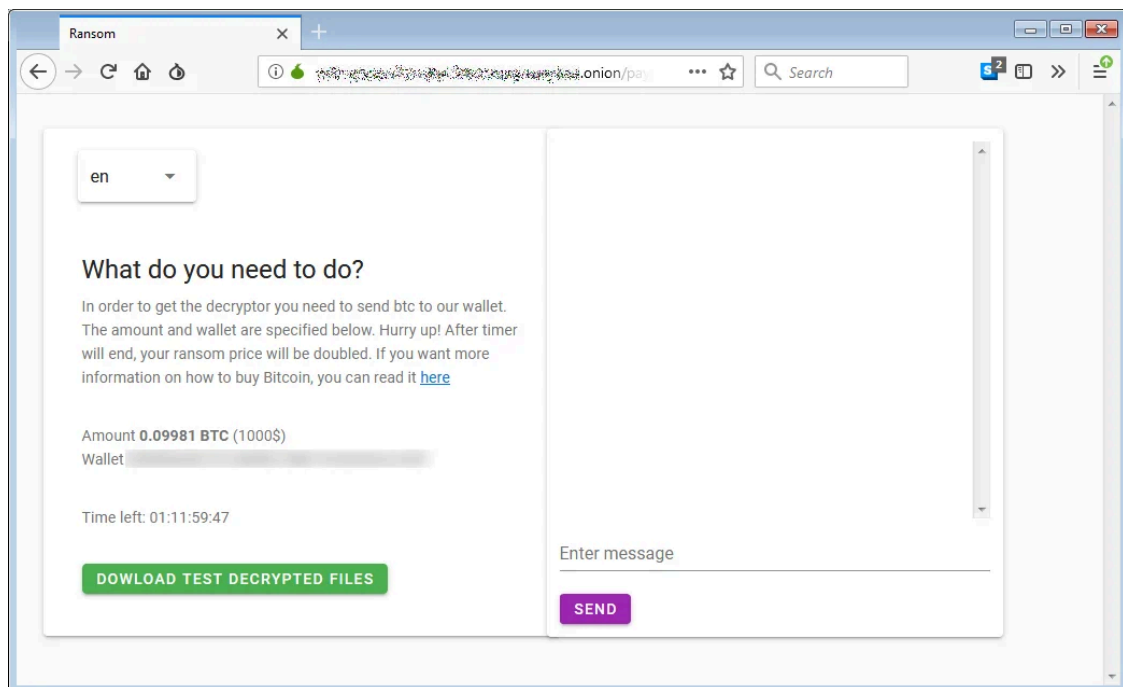 Ransom
.onion/pay
Search
2
en
What do you need to do?
In order to get the decryptor you need to send btc to our wallet.
The amount and wallet are specified below. Hurry up! After timer
will end, your ransom price will be doubled. If you want more
information on how to buy Bitcoin, you can read it here
Amount 0.09981 BTC (1000$)
Wallet
Time left: 01:11:59:47
DOWLOAD TEST DECRYPTED FILES
Enter message
SEND